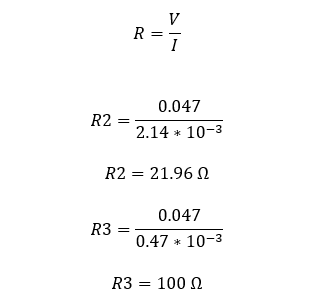 R = V/I
R2 = 0.047/2.14 * 10⁻³
R2 = 21.96 Ω
R3 = 0.047/0.47 * 10⁻³
R3 = 100 Ω